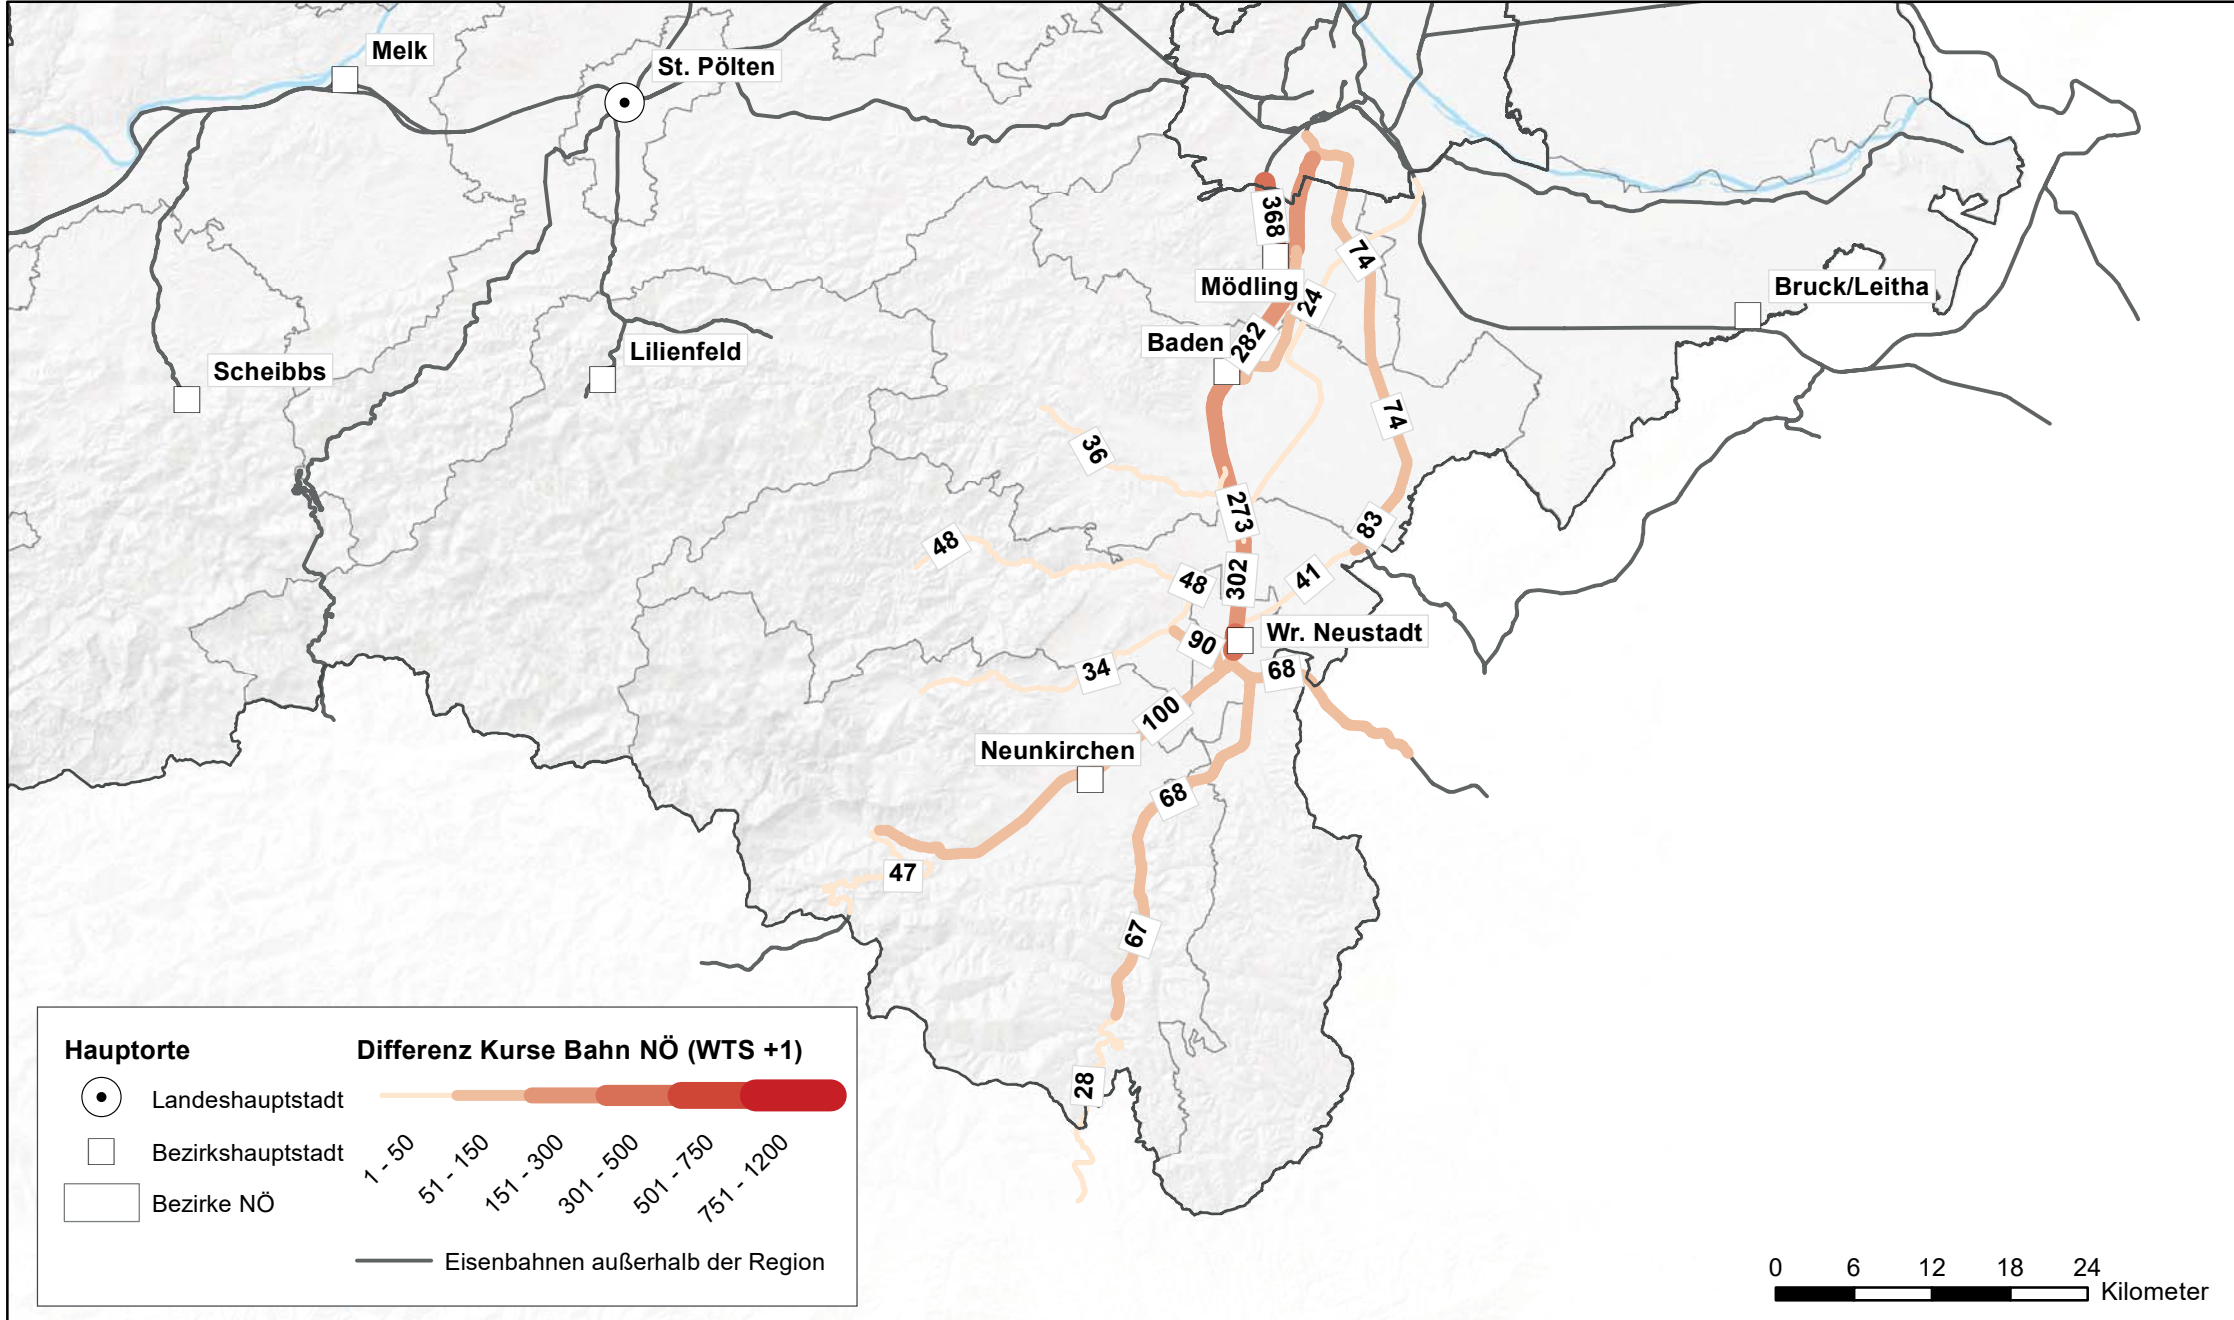 Melk
St. Pölten
368
74
Mödling
24
Bruck/Leitha
Baden
282
Lilienfeld
Scheibbs
74
36
273
83
48
48
302
41
Wr. Neustadt
90
34
68
100
Neunkirchen
68
47
67
28
Hauptorte
Landeshauptstadt
Bezirkshauptstadt
Bezirke NÖ
Differenz Kurse Bahn NÖ (WTS +1)
1 - 50
51 - 150
151 - 300
301 - 500
501 - 750
751 - 1200
Eisenbahnen außerhalb der Region
0 6 12 18 24
Kilometer